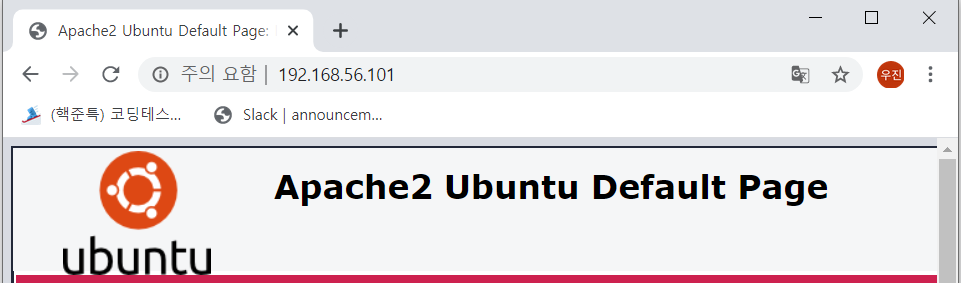 Apache2 Ubuntu Default Page:
주의 요함 | 192.168.56.101
우진
(핵준특) 코딩테스...
Slack | announcem...
Apache2 Ubuntu Default Page
ubuntu